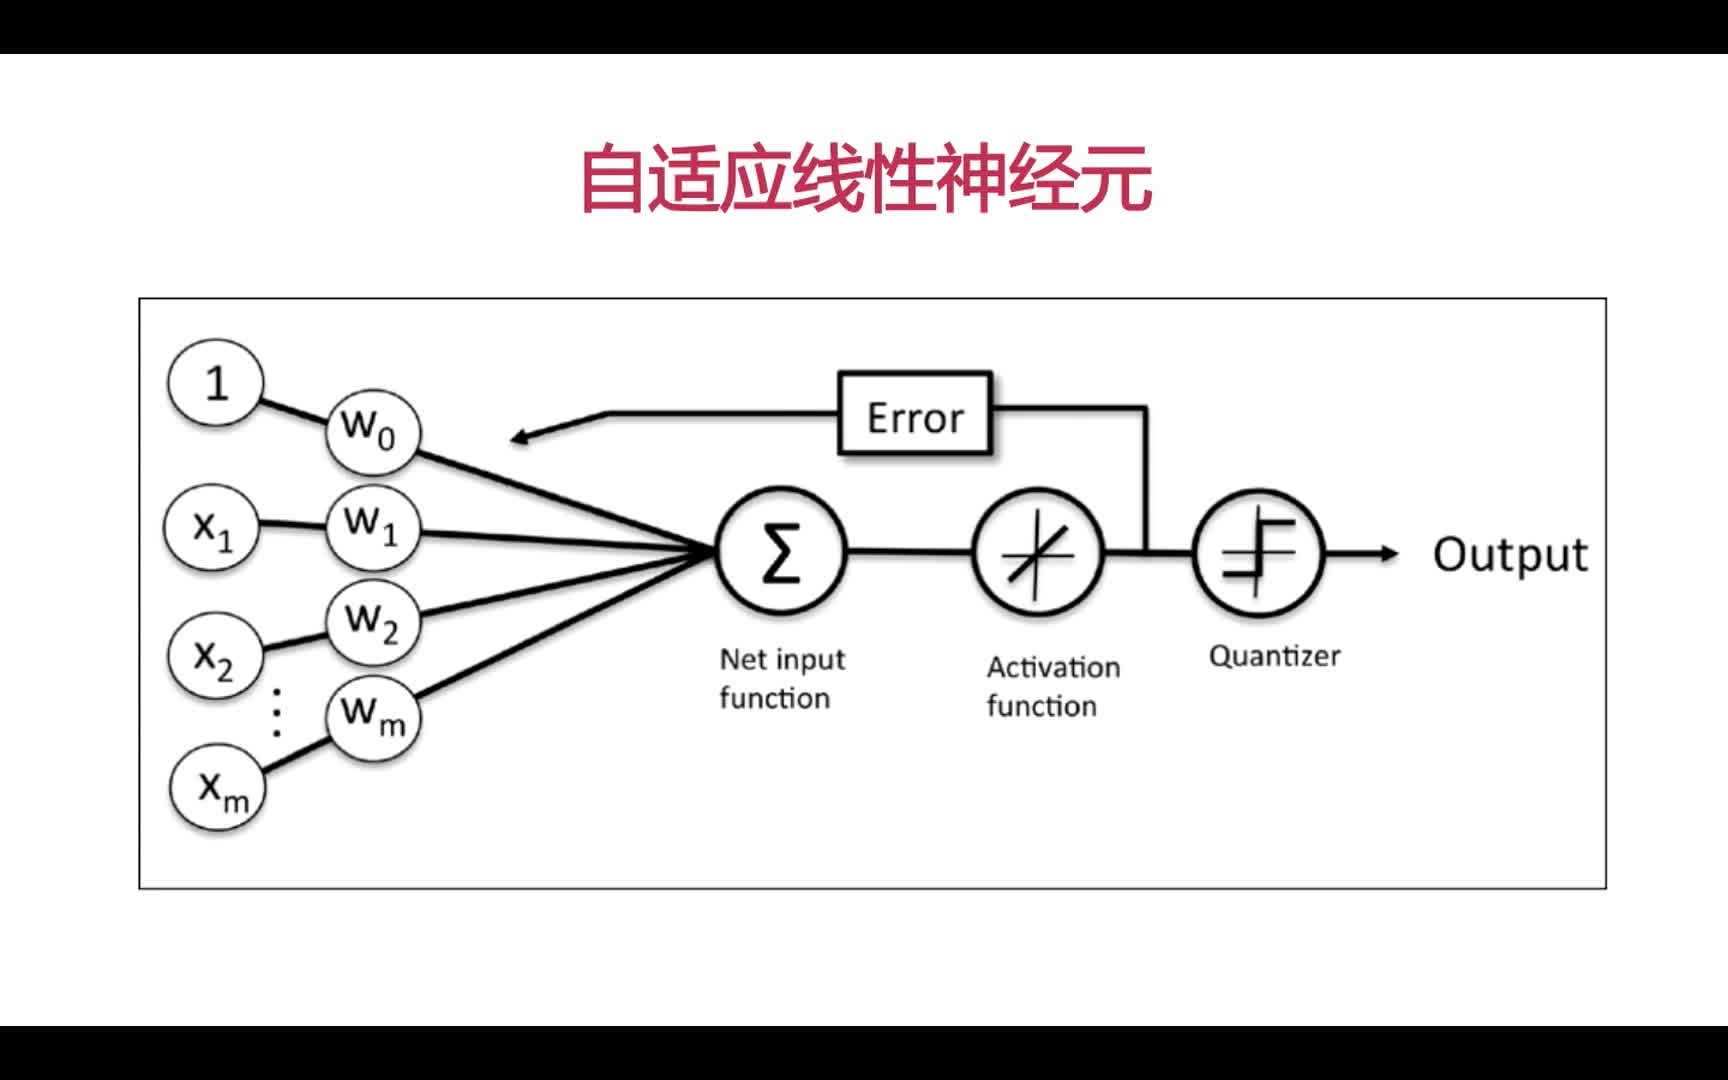 自适应线性神经元
1
w0
Error
x1
w1
Σ
Output
x2
w2
Net input
function
Activation
function
Quantizer
wm
xm